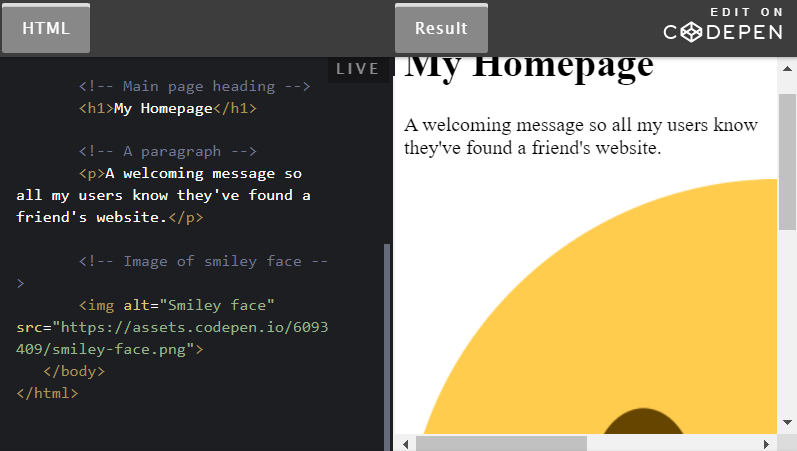 HTML
Result
EDIT ON
CODEPEN
LIVE
<!-- Main page heading -->
<h1>My Homepage</h1>
<!-- A paragraph -->
<p>A welcoming message so
all my users know they've found a
friend's website.</p>
<!-- Image of smiley face --
>
<img alt="Smiley face"
src="https://assets.codepen.io/6093
409/smiley-face.png">
</body>
</html>
My Homepage
A welcoming message so all my users know
they've found a friend's website.